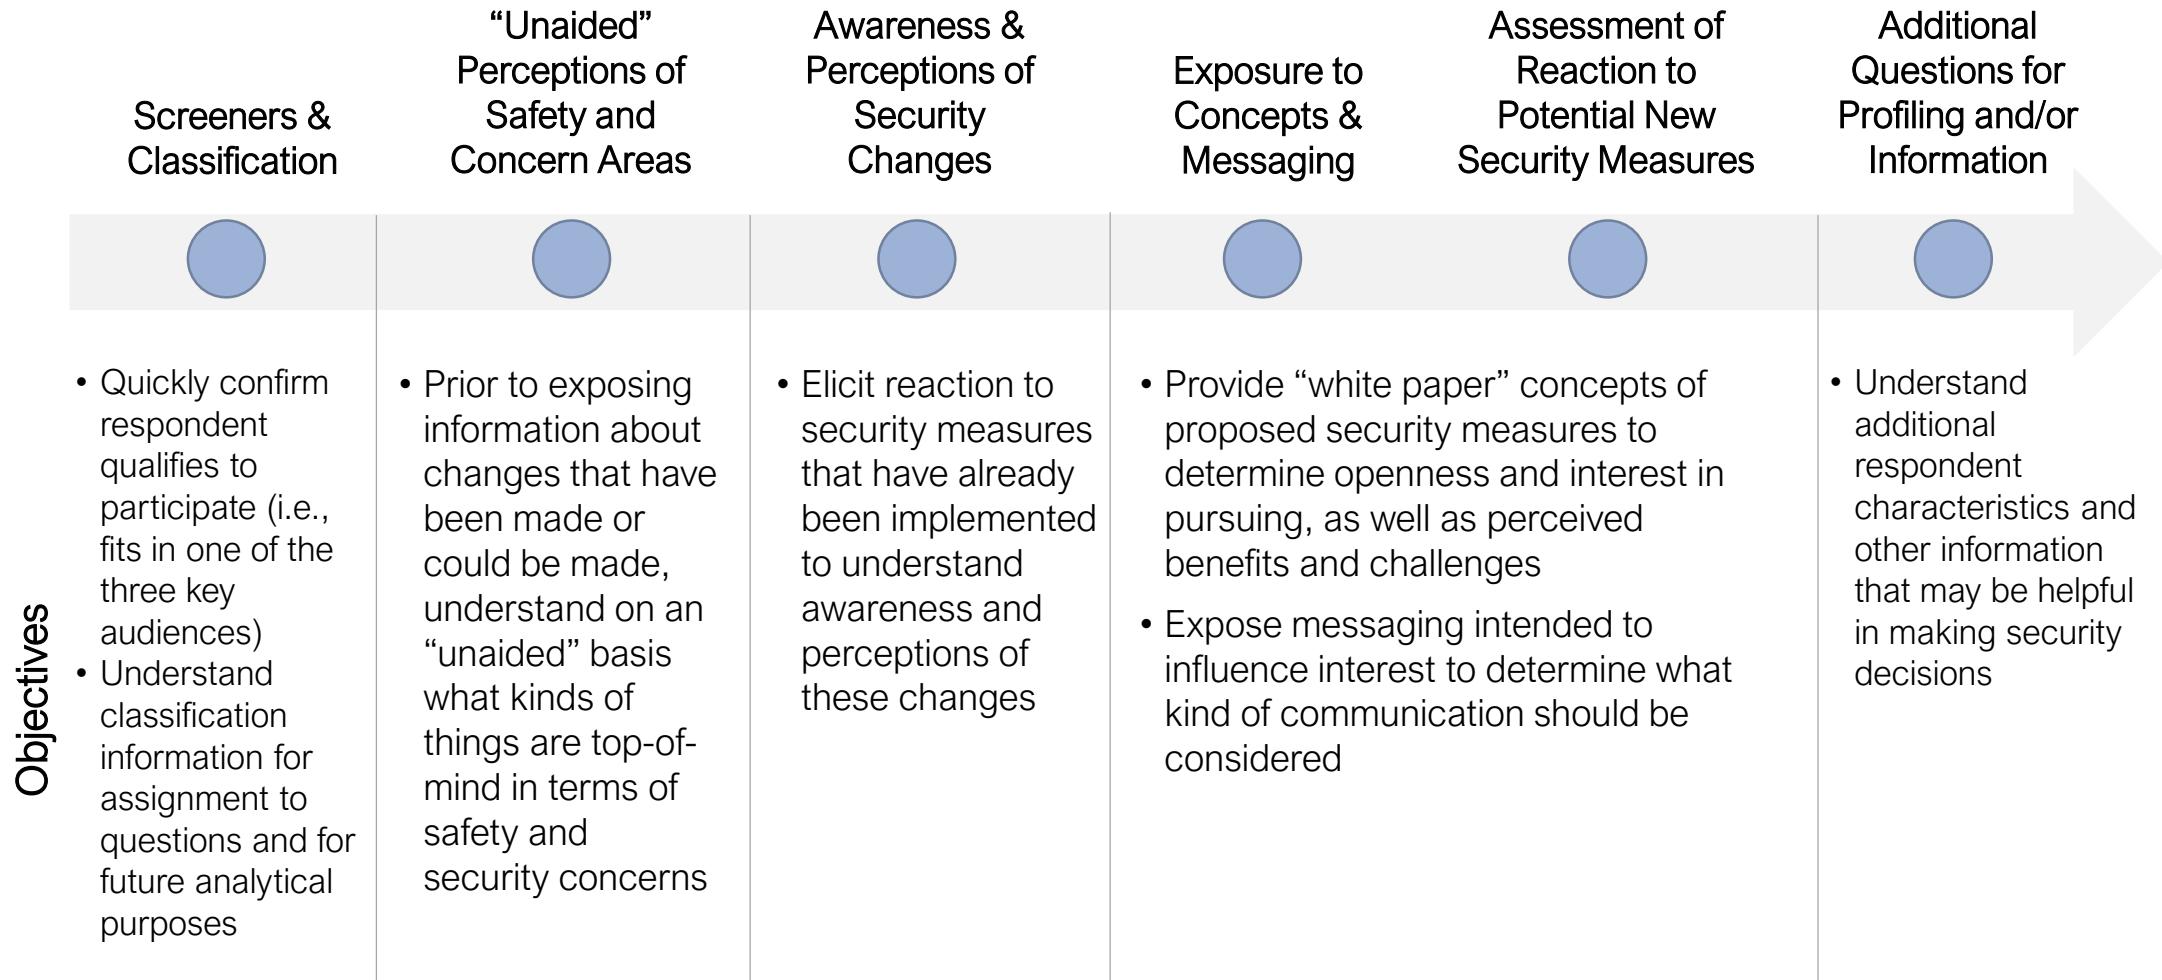 Screeners &
Classification
“Unaided”
Perceptions of
Safety and
Concern Areas
Awareness &
Perceptions of
Security
Changes
Exposure to
Concepts &
Messaging
Assessment of
Reaction to
Potential New
Security Measures
Additional
Questions for
Profiling and/or
Information
Objectives
• Quickly confirm
respondent
qualifies to
participate (i.e.,
fits in one of the
three key
audiences)
• Understand
classification
information for
assignment to
questions and for
future analytical
purposes
• Prior to exposing
information about
changes that have
been made or
could be made,
understand on an
“unaided” basis
what kinds of
things are top-of-
mind in terms of
safety and
security concerns
• Elicit reaction to
security measures
that have already
been implemented
to understand
awareness and
perceptions of
these changes
• Provide “white paper” concepts of
proposed security measures to
determine openness and interest in
pursuing, as well as perceived
benefits and challenges
• Expose messaging intended to
influence interest to determine what
kind of communication should be
considered
• Understand
additional
respondent
characteristics and
other information
that may be helpful
in making security
decisions